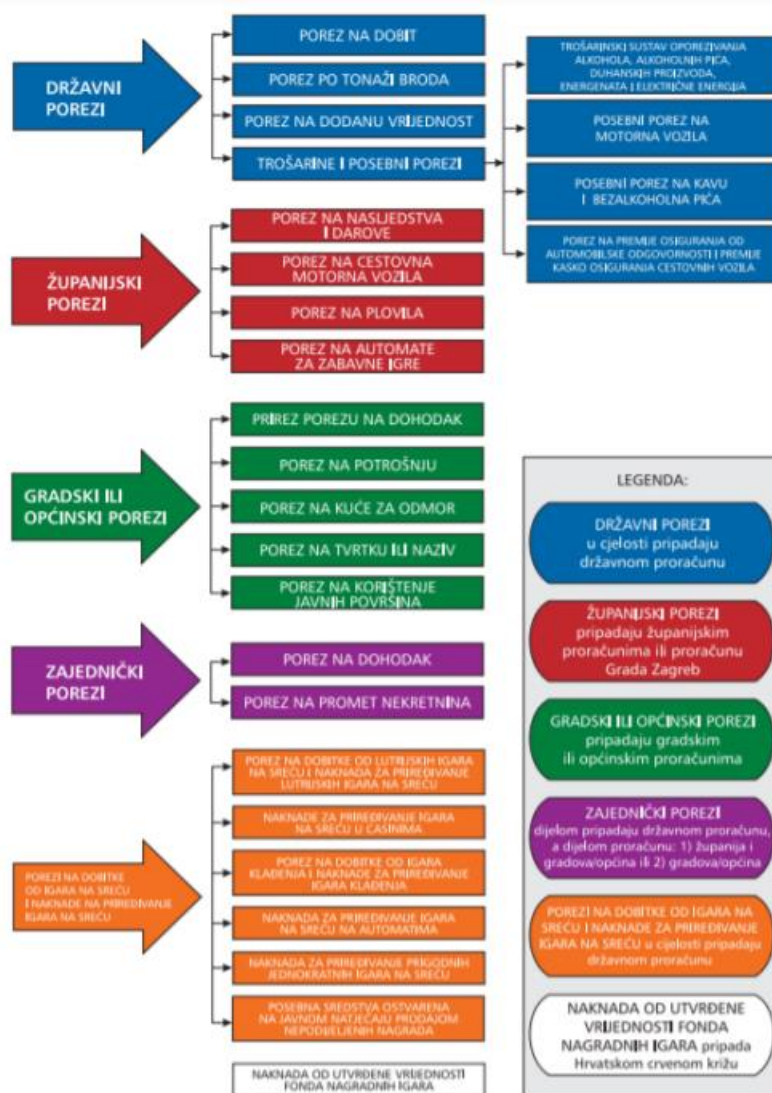 DRŽAVNI
POREZI
POREZ NA DOBIT
POREZ PO TONAŽI BRODA
POREZ NA DODANU VRIJEDNOST
TROŠARINE I POSEBNI POREZI
TROŠARINSKI SUSTAV OPOREZIVANJA
ALKOHOLA, ALKOHOLNIH PIĆA,
DUHANSKIH PROIZVODA,
ENERGENATA I ELEKTRIČNE ENERGIJA
POSEBNI POREZ NA
MOTORNA VOZILA
POSEBNI POREZ NA KAVU
I BEZALKOHOLNA PIĆA
POREZ NA PREMIJE OSIGURANJA OD
AUTOMOBILSKE ODGOVORNOSTI I PREMIJE
KASKO OSIGURANJA CESTOVNIH VOZILA
ŽUPANIJSKI
POREZI
POREZ NA NASLJEDSTVA
I DAROVE
POREZ NA CESTOVNA
MOTORNA VOZILA
POREZ NA PLOVILA
POREZ NA AUTOMATE
ZA ZABAVNE IGRE
GRADSKI ILI
OPĆINSKI POREZI
PRIREZ POREZU NA DOHODAK
POREZ NA POTROŠNJU
POREZ NA KUĆE ZA ODMOR
POREZ NA TVRTKU ILI NAZIV
POREZ NA KORIŠTENJE
JAVNIH POVRŠINA
ZAJEDNIČKI
POREZI
POREZ NA DOHODAK
POREZ NA PROMET NEKRETNINA
POREZI NA DOBITKE
OD IGARA NA SREĆU
I NAKNADE NA PRIREĐIVANJE
IGARA NA SREĆU
POREZ NA DOBITKE OD LUTRIJSKIH IGARA
NA SREĆU I NAKNADA ZA PRIREĐIVANJE
LUTRIJSKIH IGARA NA SREĆU
NAKNADE ZA PRIREĐIVANJE IGARA
NA SREĆU U CASINIMA
POREZ NA DOBITKE OD IGARA
KLAĐENJA I NAKNADE ZA PRIREĐIVANJE
IGARA KLAĐENJA
NAKNADA ZA PRIREĐIVANJE IGARA
NA SREĆU NA AUTOMATIMA
NAKNADA ZA PRIREĐIVANJE PRIGODNIH
JEDNOKRATNIH IGARA NA SREĆU
POSEBNA SREDSTVA OSTVARENA
NA JAVNOM NATJEČAJU PRODAJOM
NEPODIJELJENIH NAGRADA
NAKNADA OD UTVRĐENE VRIJEDNOSTI
FONDA NAGRADNIH IGARA
LEGENDA:
DRŽAVNI POREZI
u cjelosti pripadaju
državnom proračunu
ŽUPANIJSKI POREZI
pripadaju županijskim
proračunima ili proračunu
Grada Zagreb
GRADSKI ILI OPĆINSKI POREZI
pripadaju gradskim
ili općinskim proračunima
ZAJEDNIČKI POREZI
dijelom pripadaju državnom proračunu,
a dijelom proračunu: 1) županija i
gradova/općina ili 2) gradova/općina
POREZI NA DOBITKE OD IGARA NA
SREĆU I NAKNADE ZA PRIREĐIVANJE
IGARA NA SREĆU u cijelosti pripadaju
državnom proračunu
NAKNADA OD UTVRĐENE
VRIJEDNOSTI FONDA
NAGRADNIH IGARA pripada
Hrvatskom crvenom križu